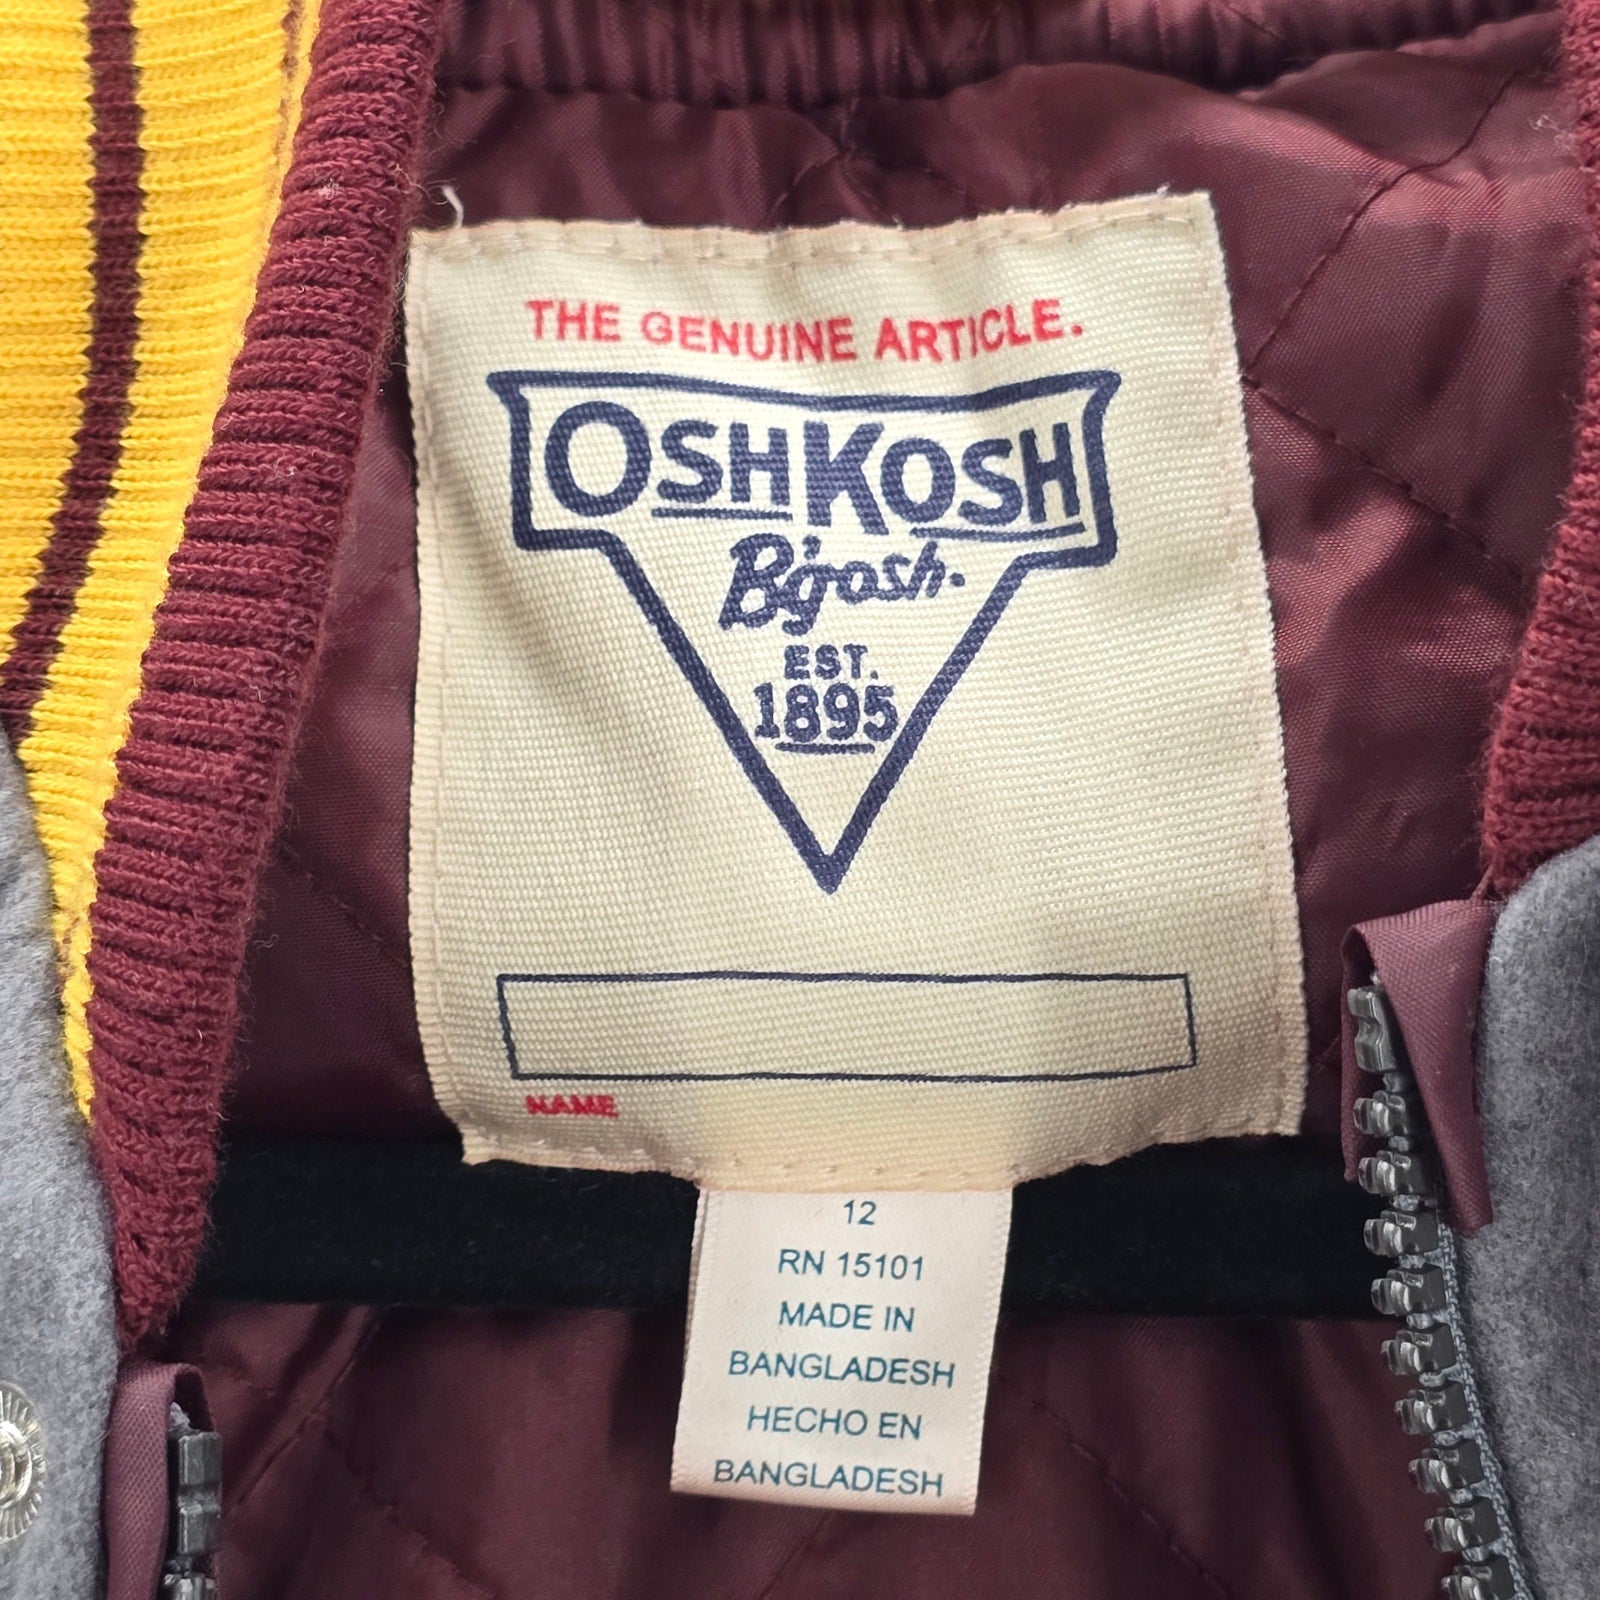 THE GENUINE ARTICLE.
OSHKOSH
B'gosh.
EST.
1895
NAME
12
RN 15101
MADE IN
BANGLADESH
HECHO EN
BANGLADESH